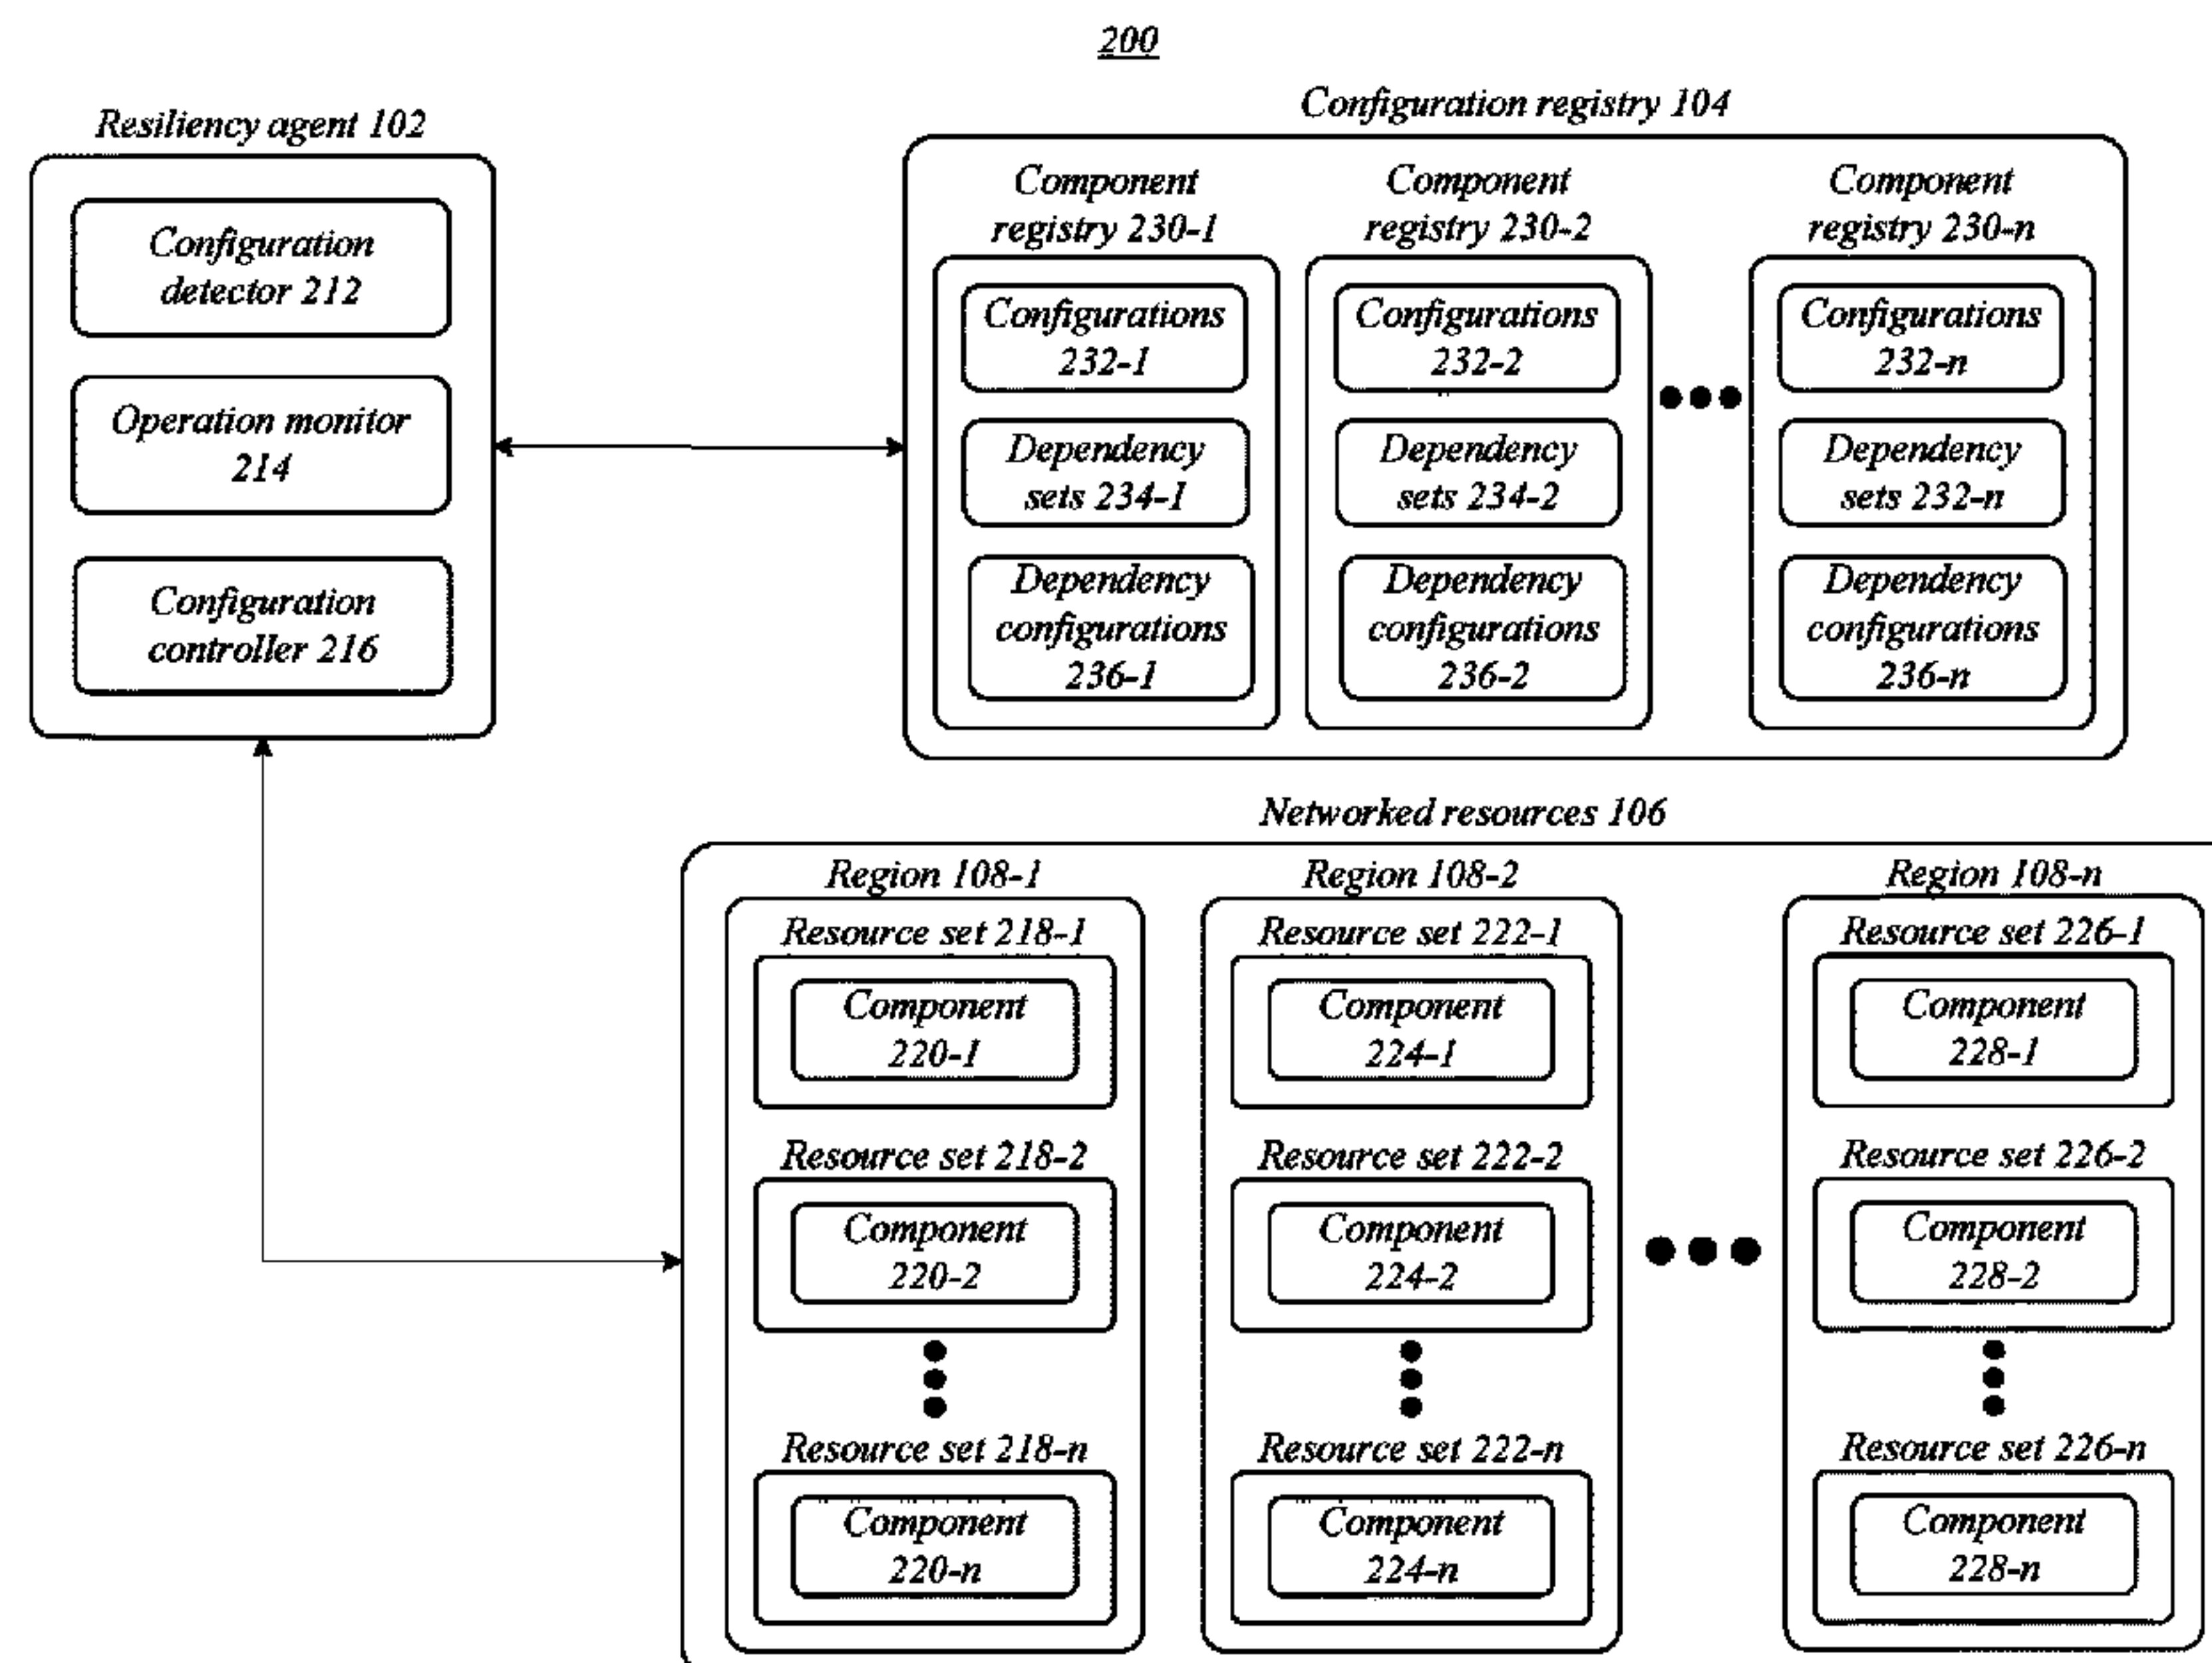 200
Resiliency agent 102
Configuration
detector 212
Operation monitor
214
Configuration
controller 216
Configuration registry 104
Component
registry 230-1
Configurations
232-1
Dependency
sets 234-1
Dependency
configurations
236-1
Component
registry 230-2
Configurations
232-2
Dependency
sets 234-2
Dependency
configurations
236-2
Component
registry 230-n
Configurations
232-n
Dependency
sets 232-n
Dependency
configurations
236-n
Networked resources 106
Region 108-1
Resource set 218-1
Component
220-1
Resource set 218-2
Component
220-2
Resource set 218-n
Component
220-n
Region 108-2
Resource set 222-1
Component
224-1
Resource set 222-2
Component
224-2
Resource set 222-n
Component
224-n
Region 108-n
Resource set 226-1
Component
228-1
Resource set 226-2
Component
228-2
Resource set 226-n
Component
228-n